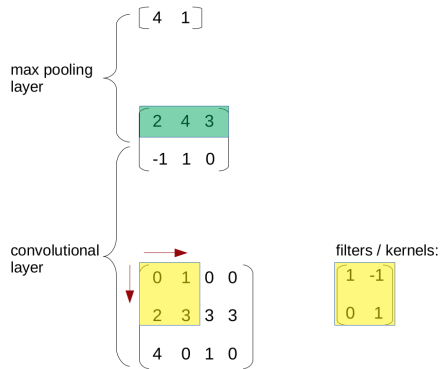 4 1
max pooling
layer
2 4 3
-1 1 0
convolutional
layer
filters / kernels:
0 1 0 0
2 3 3 3
4 0 1 0
1 -1
0 1